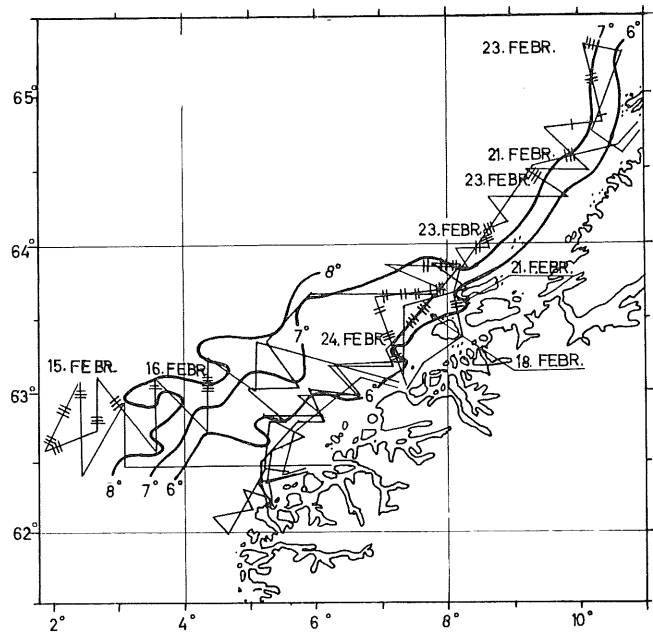 7° 6°
23. FEBR.
65°
21. FEBR.
23. FEBR.
23. FEBR.
64°
8°
21. FEBR.
7°
24. FEBR.
15. FEBR.
16. FEBR.
18. FEBR.
63°
6°
8° 7° 6°
62°
2° 4° 6° 8° 10°